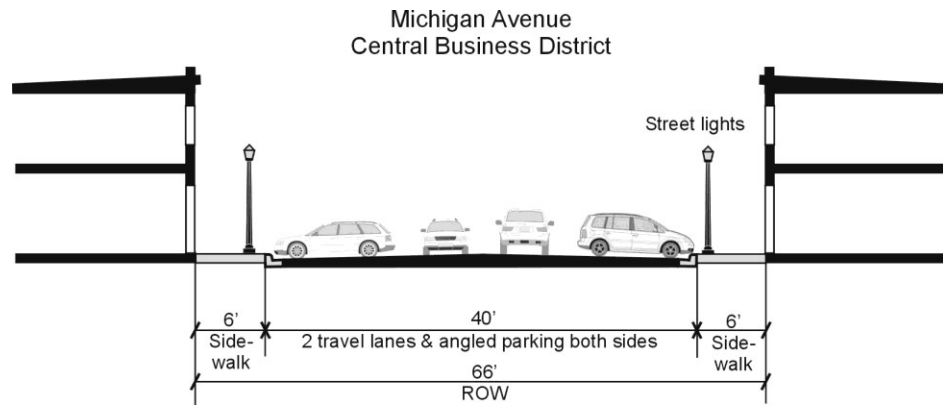 Michigan Avenue
Central Business District
Street lights
6'
40'
6'
Side-
walk
2 travel lanes & angled parking both sides
Side-
walk
66'
ROW